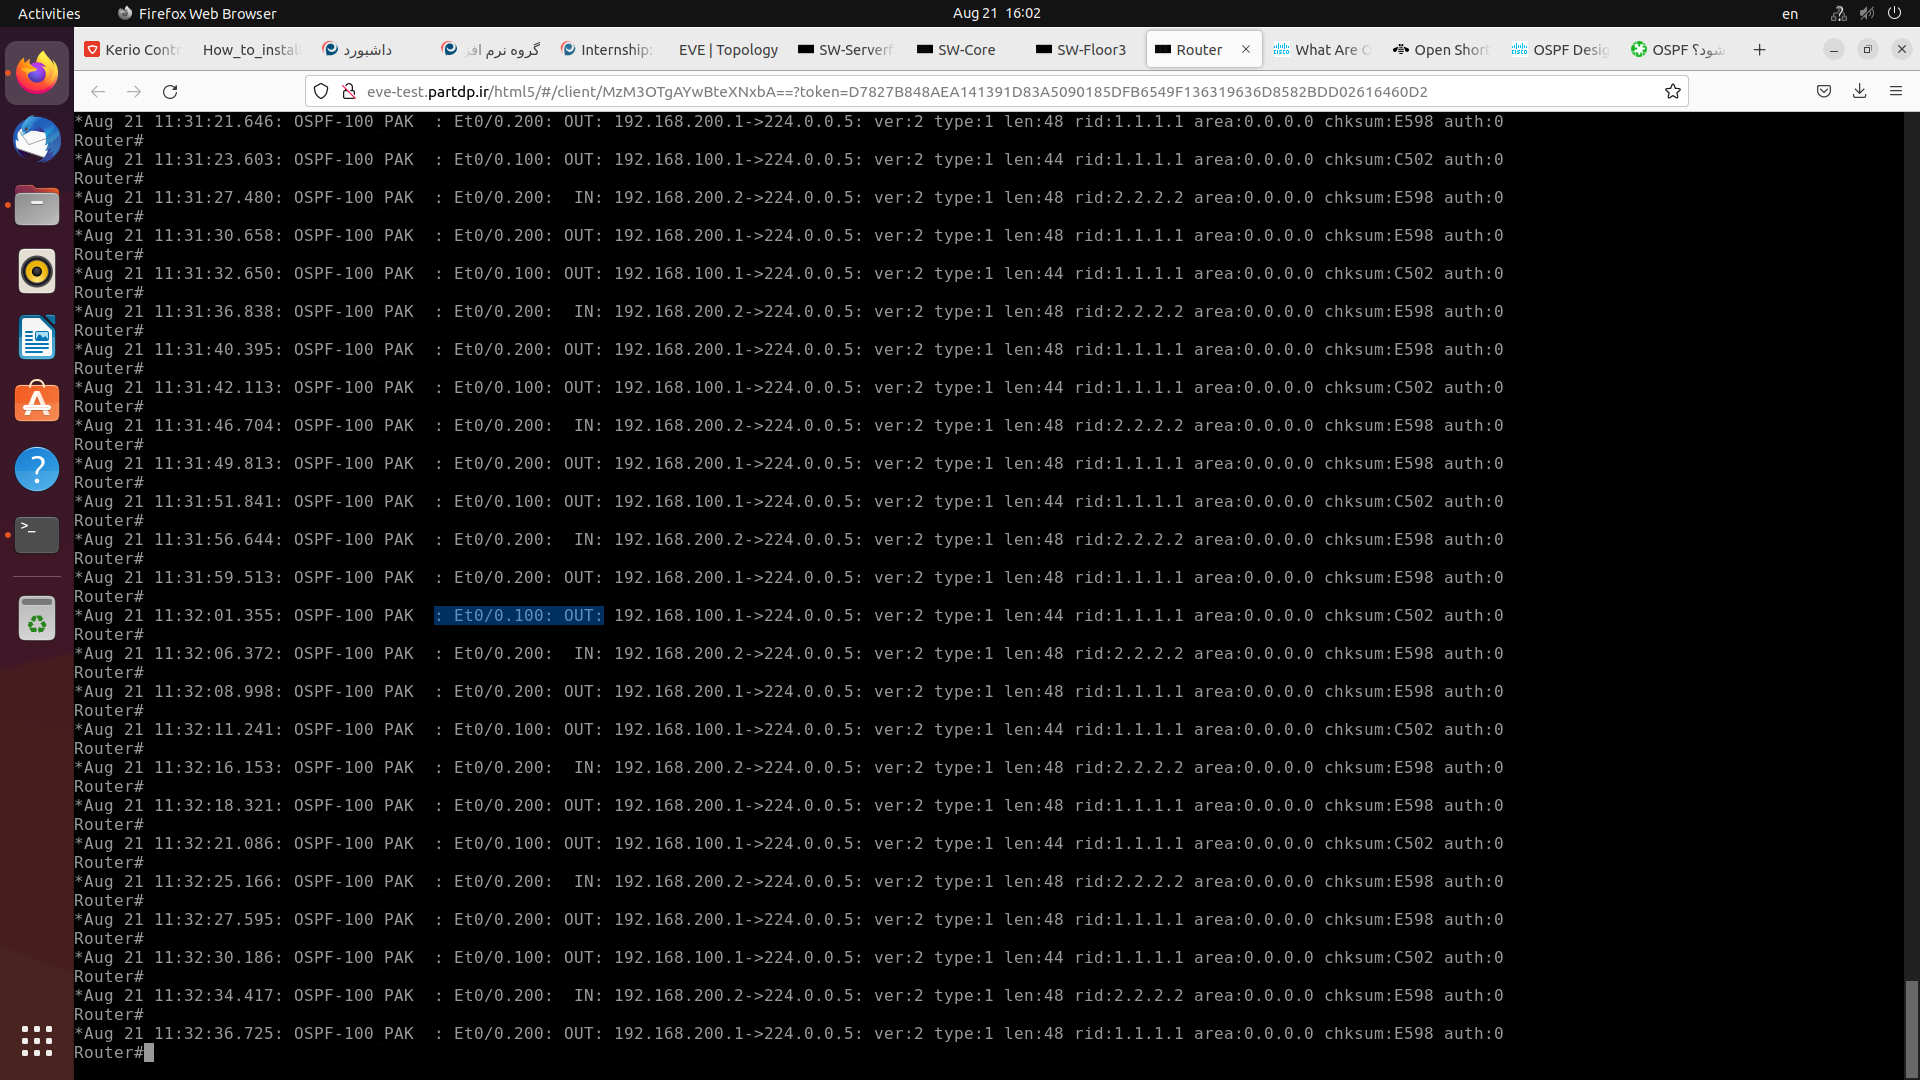 Activities Firefox Web Browser Aug 21 16:02 en
Kerio Contr How_to_instal داشبورد گروه نرم افز Internship: EVE | Topology SW-Serverf SW-Core SW-Floor3 Router What Are O Open Short OSPF Desig OSPF شود؟
eve-test.partdp.ir/html5/#/client/MzM3OTgAYwBteXNxbA==?token=D7827B848AEA141391D83A5090185DFB6549F136319636D8582BDD02616460D2
*Aug 21 11:31:21.646: OSPF-100 PAK : Et0/0.200: OUT: 192.168.200.1->224.0.0.5: ver:2 type:1 len:48 rid:1.1.1.1 area:0.0.0.0 chksum:E598 auth:0
Router#
*Aug 21 11:31:23.603: OSPF-100 PAK : Et0/0.100: OUT: 192.168.100.1->224.0.0.5: ver:2 type:1 len:44 rid:1.1.1.1 area:0.0.0.0 chksum:C502 auth:0
Router#
*Aug 21 11:31:27.480: OSPF-100 PAK : Et0/0.200: IN: 192.168.200.2->224.0.0.5: ver:2 type:1 len:48 rid:2.2.2.2 area:0.0.0.0 chksum:E598 auth:0
Router#
*Aug 21 11:31:30.658: OSPF-100 PAK : Et0/0.200: OUT: 192.168.200.1->224.0.0.5: ver:2 type:1 len:48 rid:1.1.1.1 area:0.0.0.0 chksum:E598 auth:0
Router#
*Aug 21 11:31:32.650: OSPF-100 PAK : Et0/0.100: OUT: 192.168.100.1->224.0.0.5: ver:2 type:1 len:44 rid:1.1.1.1 area:0.0.0.0 chksum:C502 auth:0
Router#
*Aug 21 11:31:36.838: OSPF-100 PAK : Et0/0.200: IN: 192.168.200.2->224.0.0.5: ver:2 type:1 len:48 rid:2.2.2.2 area:0.0.0.0 chksum:E598 auth:0
Router#
*Aug 21 11:31:40.395: OSPF-100 PAK : Et0/0.200: OUT: 192.168.200.1->224.0.0.5: ver:2 type:1 len:48 rid:1.1.1.1 area:0.0.0.0 chksum:E598 auth:0
Router#
*Aug 21 11:31:42.113: OSPF-100 PAK : Et0/0.100: OUT: 192.168.100.1->224.0.0.5: ver:2 type:1 len:44 rid:1.1.1.1 area:0.0.0.0 chksum:C502 auth:0
Router#
*Aug 21 11:31:46.704: OSPF-100 PAK : Et0/0.200: IN: 192.168.200.2->224.0.0.5: ver:2 type:1 len:48 rid:2.2.2.2 area:0.0.0.0 chksum:E598 auth:0
Router#
*Aug 21 11:31:49.813: OSPF-100 PAK : Et0/0.200: OUT: 192.168.200.1->224.0.0.5: ver:2 type:1 len:48 rid:1.1.1.1 area:0.0.0.0 chksum:E598 auth:0
Router#
*Aug 21 11:31:51.841: OSPF-100 PAK : Et0/0.100: OUT: 192.168.100.1->224.0.0.5: ver:2 type:1 len:44 rid:1.1.1.1 area:0.0.0.0 chksum:C502 auth:0
Router#
*Aug 21 11:31:56.644: OSPF-100 PAK : Et0/0.200: IN: 192.168.200.2->224.0.0.5: ver:2 type:1 len:48 rid:2.2.2.2 area:0.0.0.0 chksum:E598 auth:0
Router#
*Aug 21 11:31:59.513: OSPF-100 PAK : Et0/0.200: OUT: 192.168.200.1->224.0.0.5: ver:2 type:1 len:48 rid:1.1.1.1 area:0.0.0.0 chksum:E598 auth:0
Router#
*Aug 21 11:32:01.355: OSPF-100 PAK : Et0/0.100: OUT: 192.168.100.1->224.0.0.5: ver:2 type:1 len:44 rid:1.1.1.1 area:0.0.0.0 chksum:C502 auth:0
Router#
*Aug 21 11:32:06.372: OSPF-100 PAK : Et0/0.200: IN: 192.168.200.2->224.0.0.5: ver:2 type:1 len:48 rid:2.2.2.2 area:0.0.0.0 chksum:E598 auth:0
Router#
*Aug 21 11:32:08.998: OSPF-100 PAK : Et0/0.200: OUT: 192.168.200.1->224.0.0.5: ver:2 type:1 len:48 rid:1.1.1.1 area:0.0.0.0 chksum:E598 auth:0
Router#
*Aug 21 11:32:11.241: OSPF-100 PAK : Et0/0.100: OUT: 192.168.100.1->224.0.0.5: ver:2 type:1 len:44 rid:1.1.1.1 area:0.0.0.0 chksum:C502 auth:0
Router#
*Aug 21 11:32:16.153: OSPF-100 PAK : Et0/0.200: IN: 192.168.200.2->224.0.0.5: ver:2 type:1 len:48 rid:2.2.2.2 area:0.0.0.0 chksum:E598 auth:0
Router#
*Aug 21 11:32:18.321: OSPF-100 PAK : Et0/0.200: OUT: 192.168.200.1->224.0.0.5: ver:2 type:1 len:48 rid:1.1.1.1 area:0.0.0.0 chksum:E598 auth:0
Router#
*Aug 21 11:32:21.086: OSPF-100 PAK : Et0/0.100: OUT: 192.168.100.1->224.0.0.5: ver:2 type:1 len:44 rid:1.1.1.1 area:0.0.0.0 chksum:C502 auth:0
Router#
*Aug 21 11:32:25.166: OSPF-100 PAK : Et0/0.200: IN: 192.168.200.2->224.0.0.5: ver:2 type:1 len:48 rid:2.2.2.2 area:0.0.0.0 chksum:E598 auth:0
Router#
*Aug 21 11:32:27.595: OSPF-100 PAK : Et0/0.200: OUT: 192.168.200.1->224.0.0.5: ver:2 type:1 len:48 rid:1.1.1.1 area:0.0.0.0 chksum:E598 auth:0
Router#
*Aug 21 11:32:30.186: OSPF-100 PAK : Et0/0.100: OUT: 192.168.100.1->224.0.0.5: ver:2 type:1 len:44 rid:1.1.1.1 area:0.0.0.0 chksum:C502 auth:0
Router#
*Aug 21 11:32:34.417: OSPF-100 PAK : Et0/0.200: IN: 192.168.200.2->224.0.0.5: ver:2 type:1 len:48 rid:2.2.2.2 area:0.0.0.0 chksum:E598 auth:0
Router#
*Aug 21 11:32:36.725: OSPF-100 PAK : Et0/0.200: OUT: 192.168.200.1->224.0.0.5: ver:2 type:1 len:48 rid:1.1.1.1 area:0.0.0.0 chksum:E598 auth:0
Router#